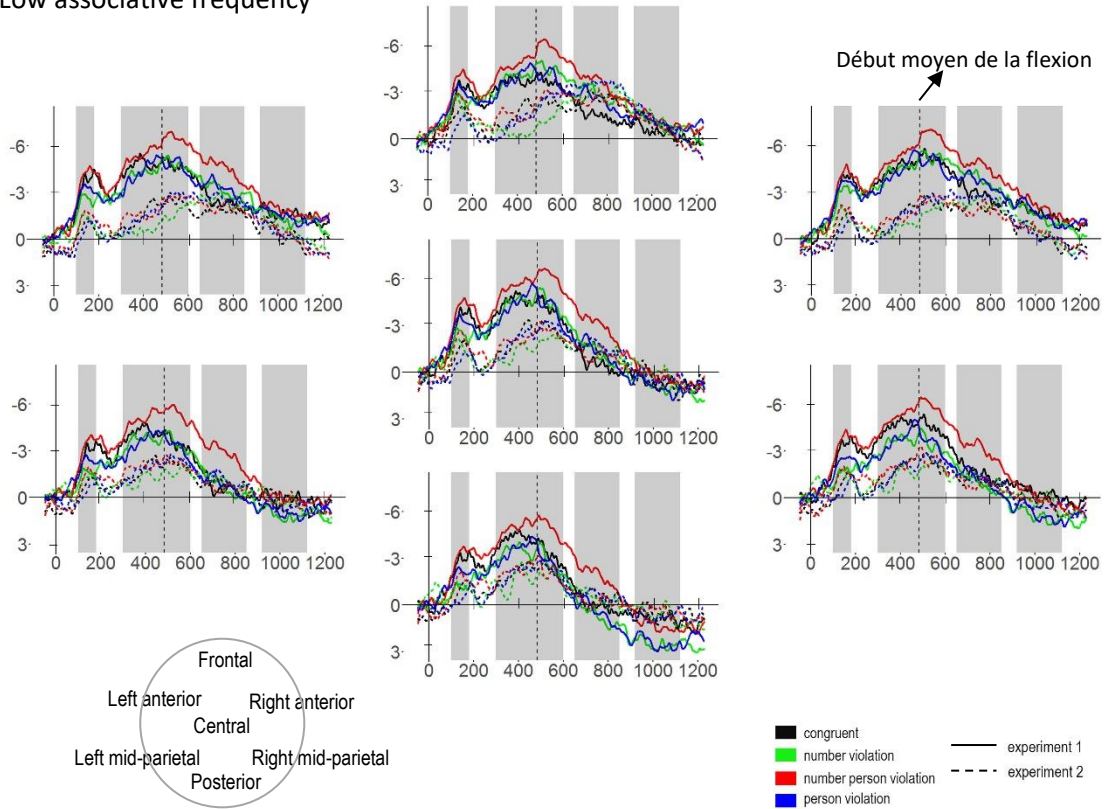 Low associative frequency
Début moyen de la flexion
-6
-3
0
3
0 200 400 600 800 1000 1200
-6
-3
0
3
0 200 400 600 800 1000 1200
-6
-3
0
3
0 200 400 600 800 1000 1200
-6
-3
0
3
0 200 400 600 800 1000 1200
-6
-3
0
3
0 200 400 600 800 1000 1200
-6
-3
0
3
0 200 400 600 800 1000 1200
-6
-3
0
3
0 200 400 600 800 1000 1200
Frontal
Left anterior Right anterior
Central
Left mid-parietal Right mid-parietal
Posterior
congruent
number violation
number person violation
person violation
experiment 1
experiment 2